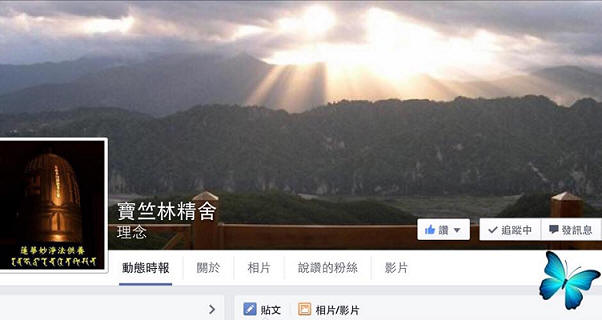 寶竺林精舍
理念
蓮華妙淨法供養
讚
追蹤中
發訊息
動態時報
關於
相片
說讚的粉絲
影片
貼文
相片/影片